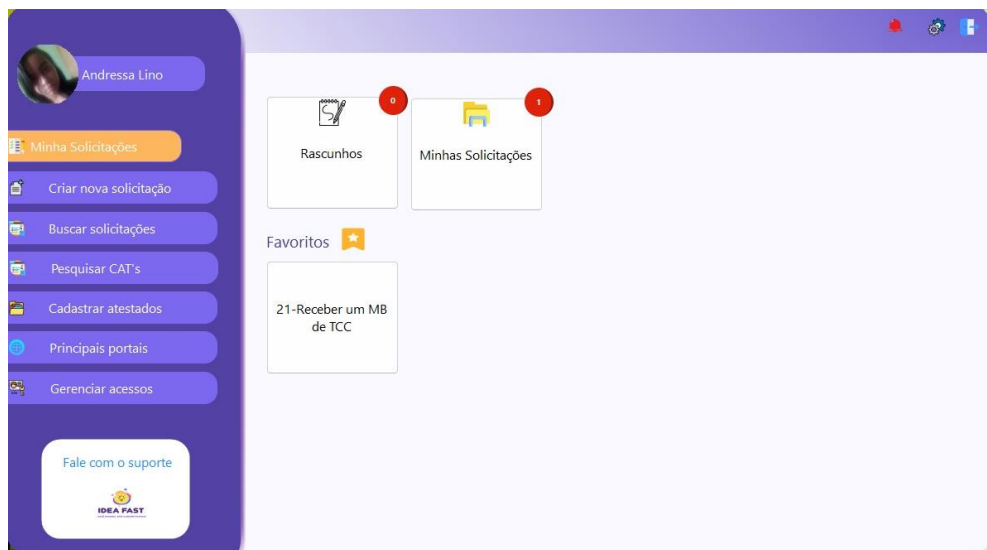 Andressa Lino
Minha Solicitações
Criar nova solicitação
Buscar solicitações
Pesquisar CAT's
Cadastrar atestados
Principais portais
Gerenciar acessos
Fale com o suporte
IDEA FAST
0
Rascunhos
1
Minhas Solicitações
Favoritos
21-Receber um MB
de TCC